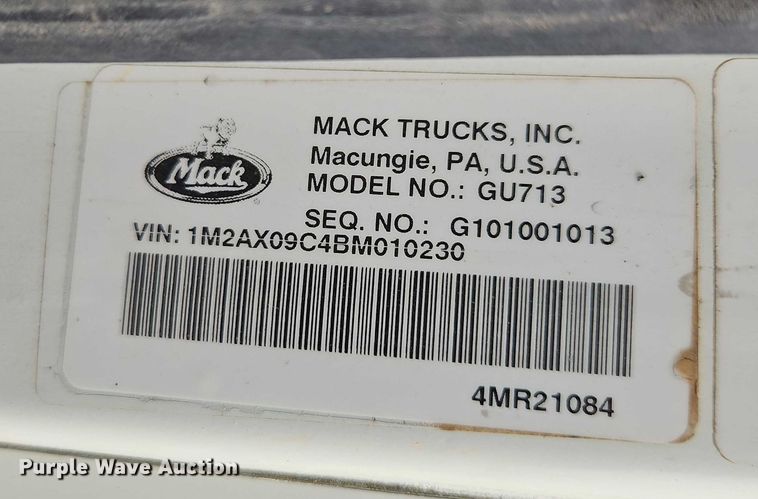 Mack
®
MACK TRUCKS, INC.
Macungie, PA, U.S.A.
MODEL NO.: GU713
SEQ. NO.: G101001013
VIN: 1M2AX09C4BM010230
4MR21084
Purple Wave Auction